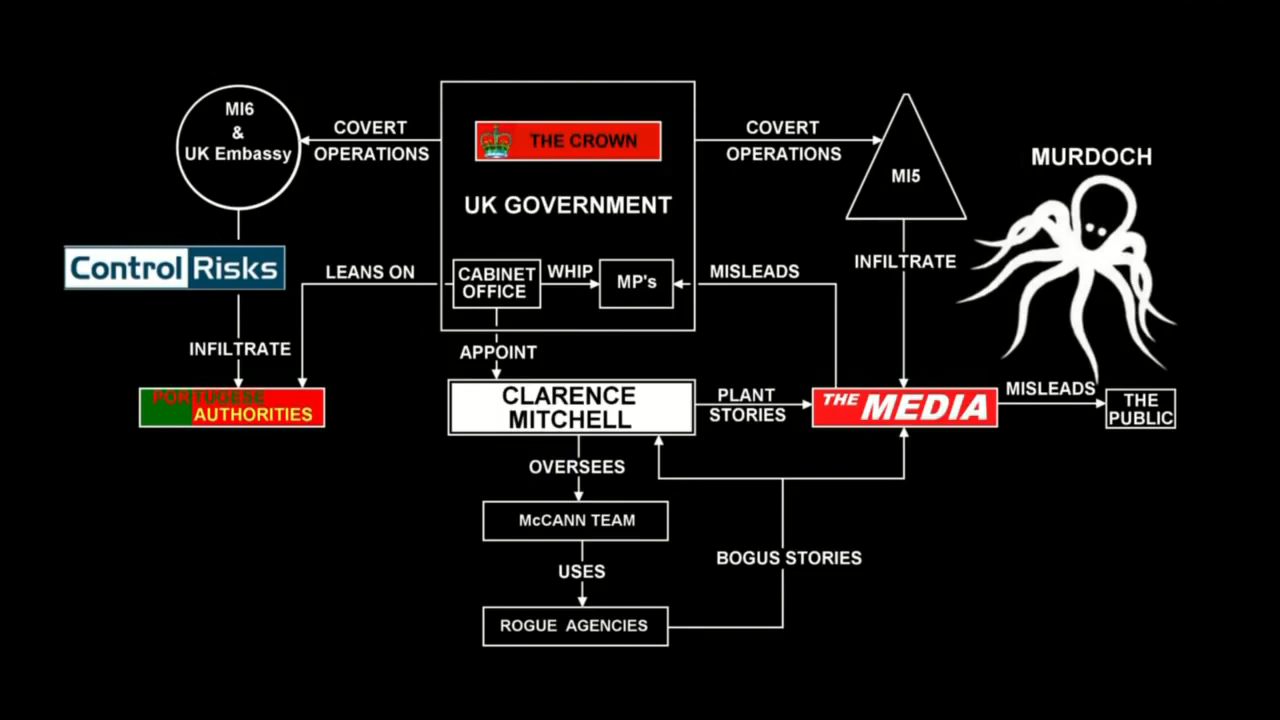 MI6
&
UK Embassy
COVERT
OPERATIONS
THE CROWN
UK GOVERNMENT
COVERT
OPERATIONS
MI5
MURDOCH
Control Risks
LEANS ON
CABINET
OFFICE
WHIP
MP's
MISLEADS
INFILTRATE
INFILTRATE
APPOINT
PORTUGESE
AUTHORITIES
CLARENCE
MITCHELL
PLANT
STORIES
THE MEDIA
MISLEADS
THE
PUBLIC
OVERSEES
McCANN TEAM
USES
BOGUS STORIES
ROGUE AGENCIES